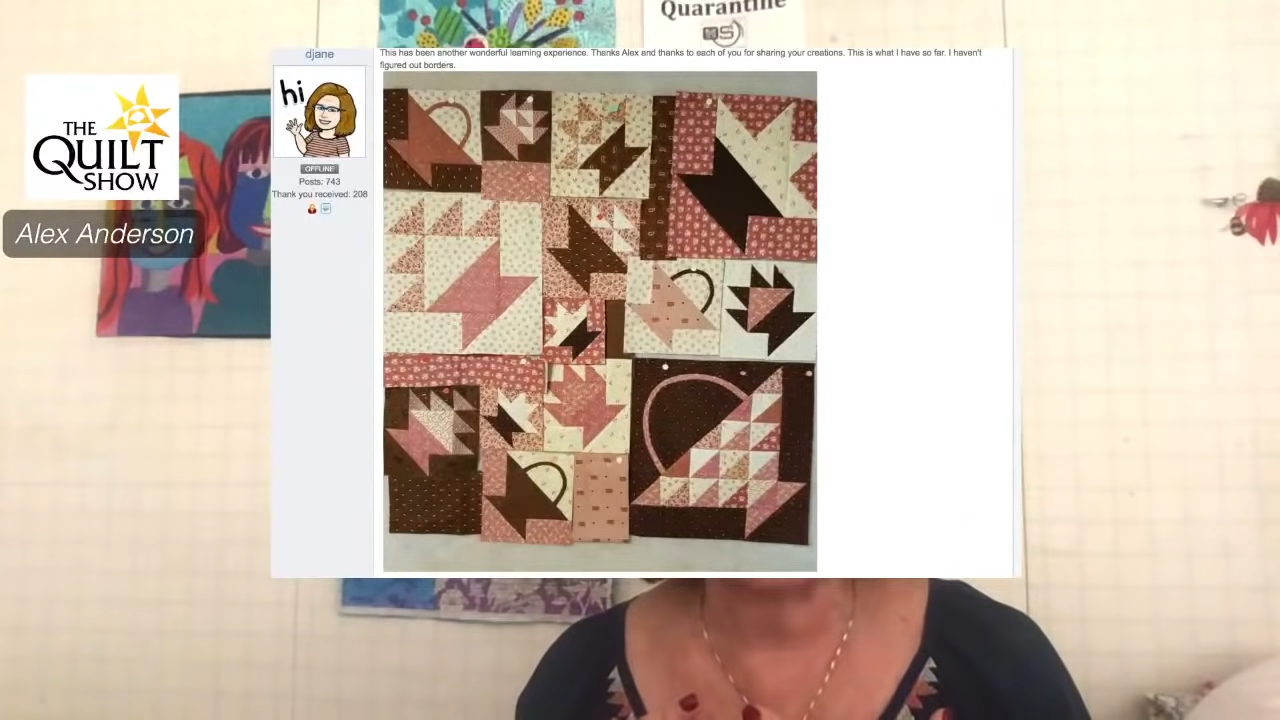 Quarantine
THE
QUILT
SHOW
Alex Anderson
djane
hi
OFFLINE
Posts: 743
Thank you received: 208
This has been another wonderful learning experience. Thanks Alex and thanks to each of you for sharing your creations. This is what I have so far. I haven't
figured out borders.